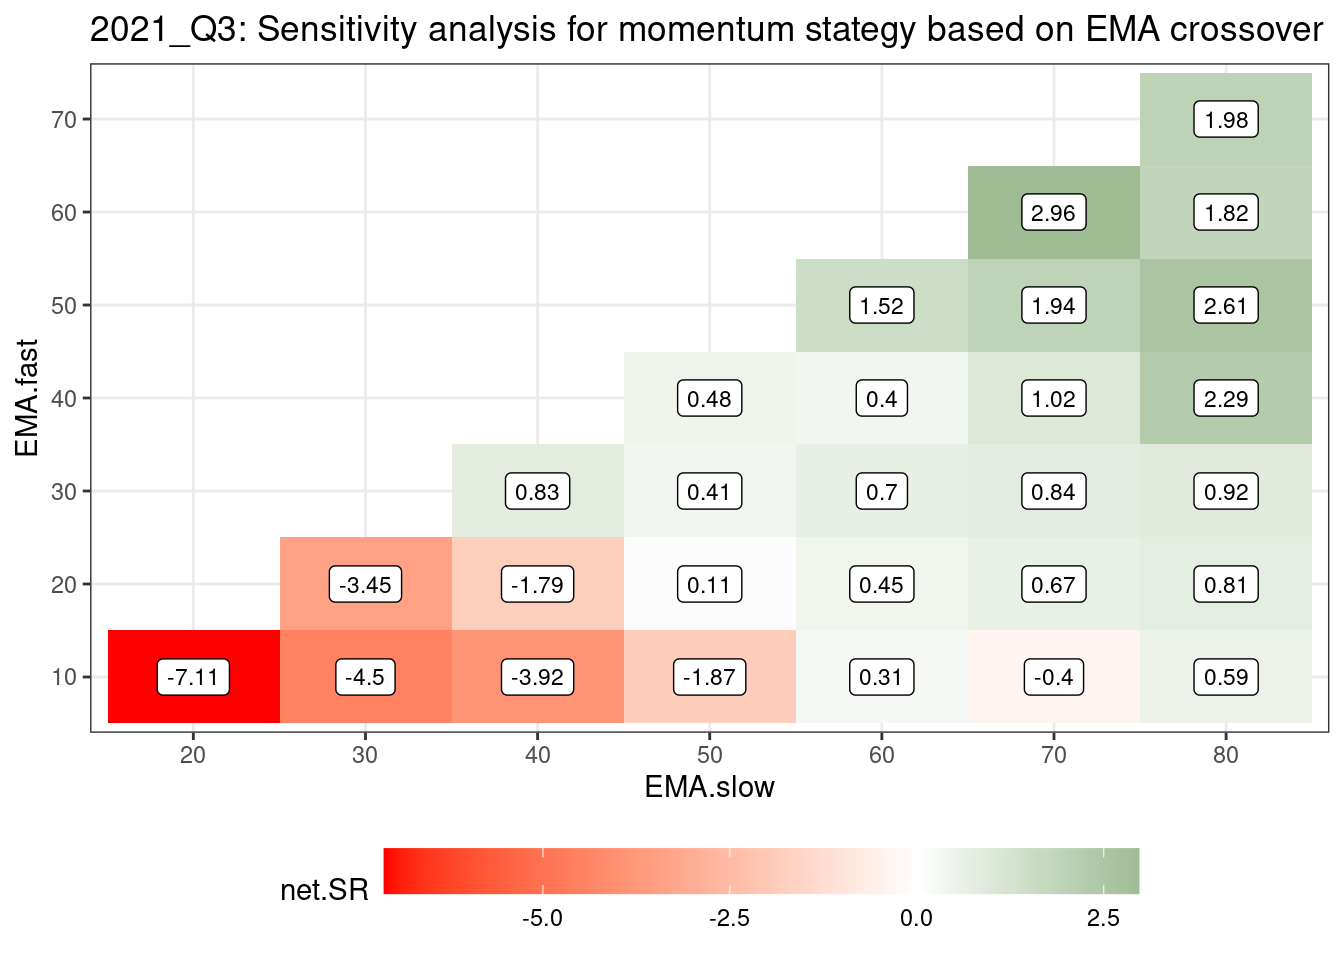 2021_Q3: Sensitivity analysis for momentum stategy based on EMA crossover
70 1.98
60 2.96 1.82
50 1.52 1.94 2.61
EMA.fast
40 0.48 0.4 1.02 2.29
30 0.83 0.41 0.7 0.84 0.92
20 -3.45 -1.79 0.11 0.45 0.67 0.81
10 -7.11 -4.5 -3.92 -1.87 0.31 -0.4 0.59
20 30 40 50 60 70 80
EMA.slow
net.SR
-5.0 -2.5 0.0 2.5